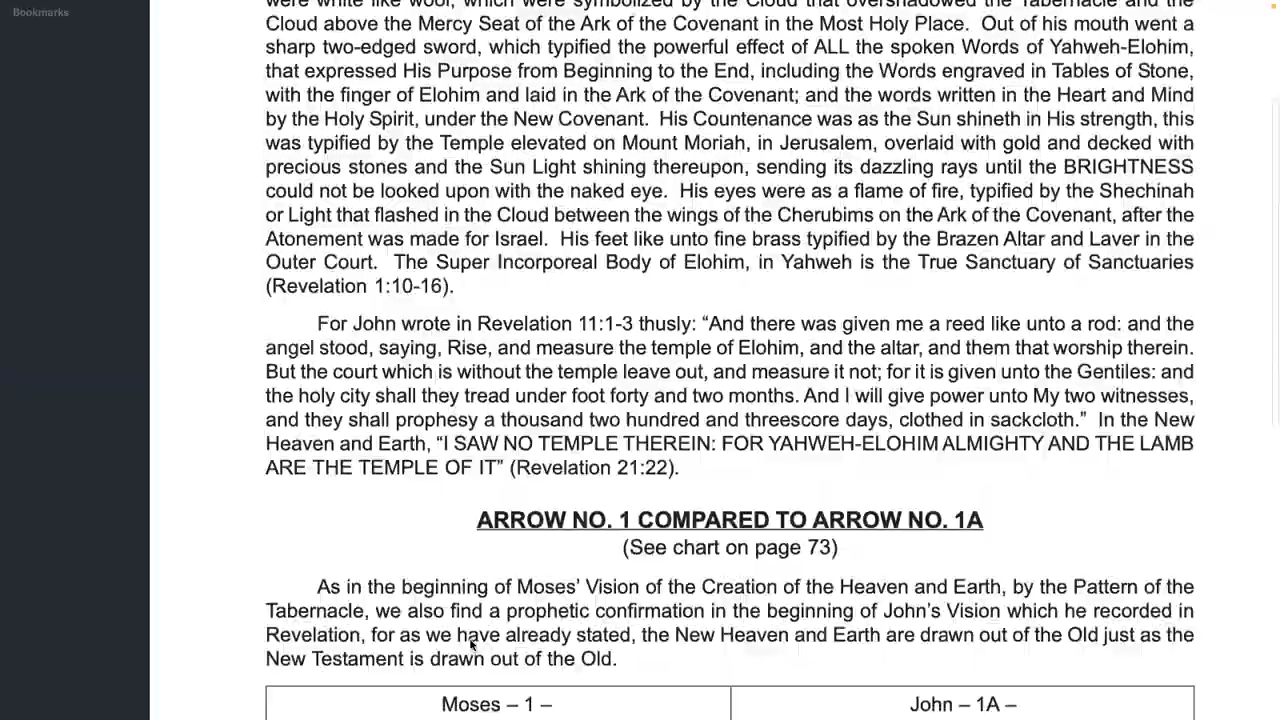 Bookmarks
were white like wool, which were symbolized by the Cloud that overshadowed the Tabernacle and the
Cloud above the Mercy Seat of the Ark of the Covenant in the Most Holy Place.  Out of his mouth went a
sharp two-edged sword, which typified the powerful effect of ALL the spoken Words of Yahweh-Elohim,
that expressed His Purpose from Beginning to the End, including the Words engraved in Tables of Stone,
with the finger of Elohim and laid in the Ark of the Covenant; and the words written in the Heart and Mind
by the Holy Spirit, under the New Covenant.  His Countenance was as the Sun shineth in His strength, this
was typified by the Temple elevated on Mount Moriah, in Jerusalem, overlaid with gold and decked with
precious stones and the Sun Light shining thereupon, sending its dazzling rays until the BRIGHTNESS
could not be looked upon with the naked eye.  His eyes were as a flame of fire, typified by the Shechinah
or Light that flashed in the Cloud between the wings of the Cherubims on the Ark of the Covenant, after the
Atonement was made for Israel.  His feet like unto fine brass typified by the Brazen Altar and Laver in the
Outer Court.  The Super Incorporeal Body of Elohim, in Yahweh is the True Sanctuary of Sanctuaries
(Revelation 1:10-16).
For John wrote in Revelation 11:1-3 thusly: “And there was given me a reed like unto a rod: and the
angel stood, saying, Rise, and measure the temple of Elohim, and the altar, and them that worship therein.
But the court which is without the temple leave out, and measure it not; for it is given unto the Gentiles: and
the holy city shall they tread under foot forty and two months. And I will give power unto My two witnesses,
and they shall prophesy a thousand two hundred and threescore days, clothed in sackcloth.”  In the New
Heaven and Earth, “I SAW NO TEMPLE THEREIN: FOR YAHWEH-ELOHIM ALMIGHTY AND THE LAMB
ARE THE TEMPLE OF IT” (Revelation 21:22).
ARROW NO. 1 COMPARED TO ARROW NO. 1A
(See chart on page 73)
As in the beginning of Moses’ Vision of the Creation of the Heaven and Earth, by the Pattern of the
Tabernacle, we also find a prophetic confirmation in the beginning of John’s Vision which he recorded in
Revelation, for as we have already stated, the New Heaven and Earth are drawn out of the Old just as the
New Testament is drawn out of the Old.
Moses – 1 –
John – 1A –